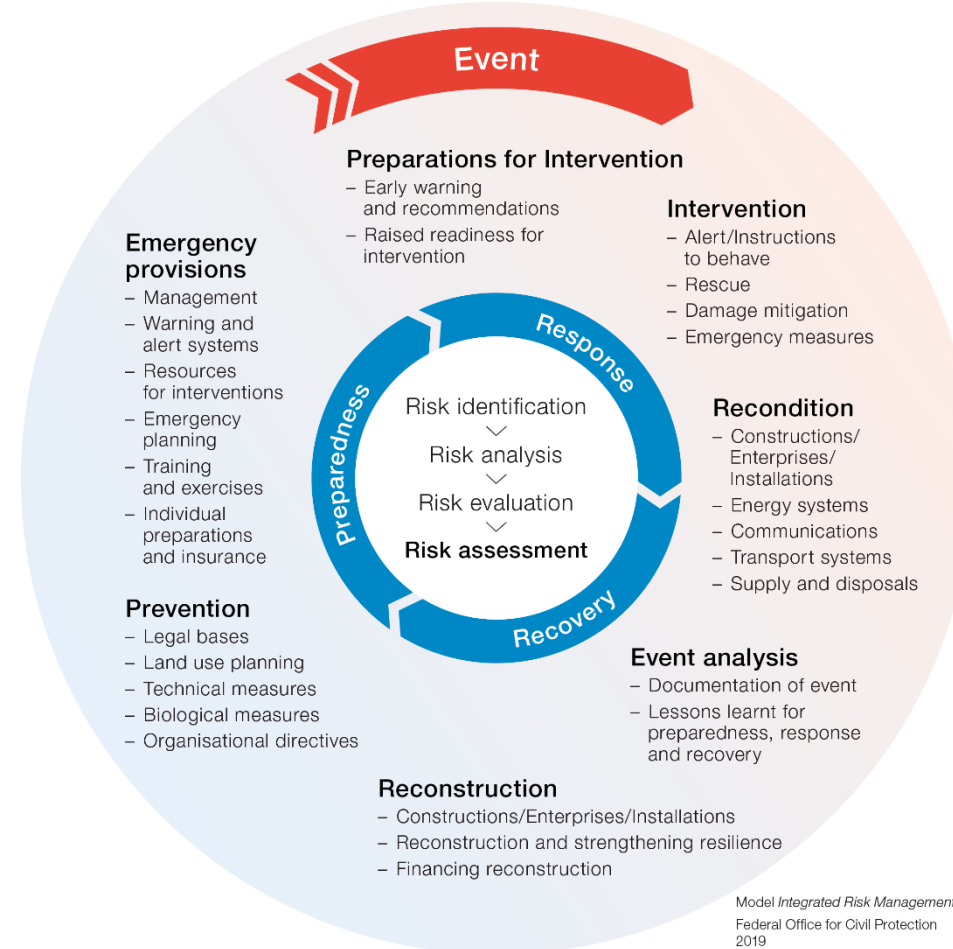 Event
Preparations for Intervention
– Early warning
and recommendations
– Raised readiness for
intervention
Intervention
– Alert/Instructions
to behave
– Rescue
– Damage mitigation
– Emergency measures
Recondition
– Constructions/
Enterprises/
Installations
– Energy systems
– Communications
– Transport systems
– Supply and disposals
Event analysis
– Documentation of event
– Lessons learnt for
preparedness, response
and recovery
Reconstruction
– Constructions/Enterprises/Installations
– Reconstruction and strengthening resilience
– Financing reconstruction
Prevention
– Legal bases
– Land use planning
– Technical measures
– Biological measures
– Organisational directives
Emergency
provisions
– Management
– Warning and
alert systems
– Resources
for interventions
– Emergency
planning
– Training
and exercises
– Individual
preparations
and insurance
Response
Recovery
Preparedness
Risk identification
Risk analysis
Risk evaluation
Risk assessment
Model Integrated Risk Management
Federal Office for Civil Protection
2019